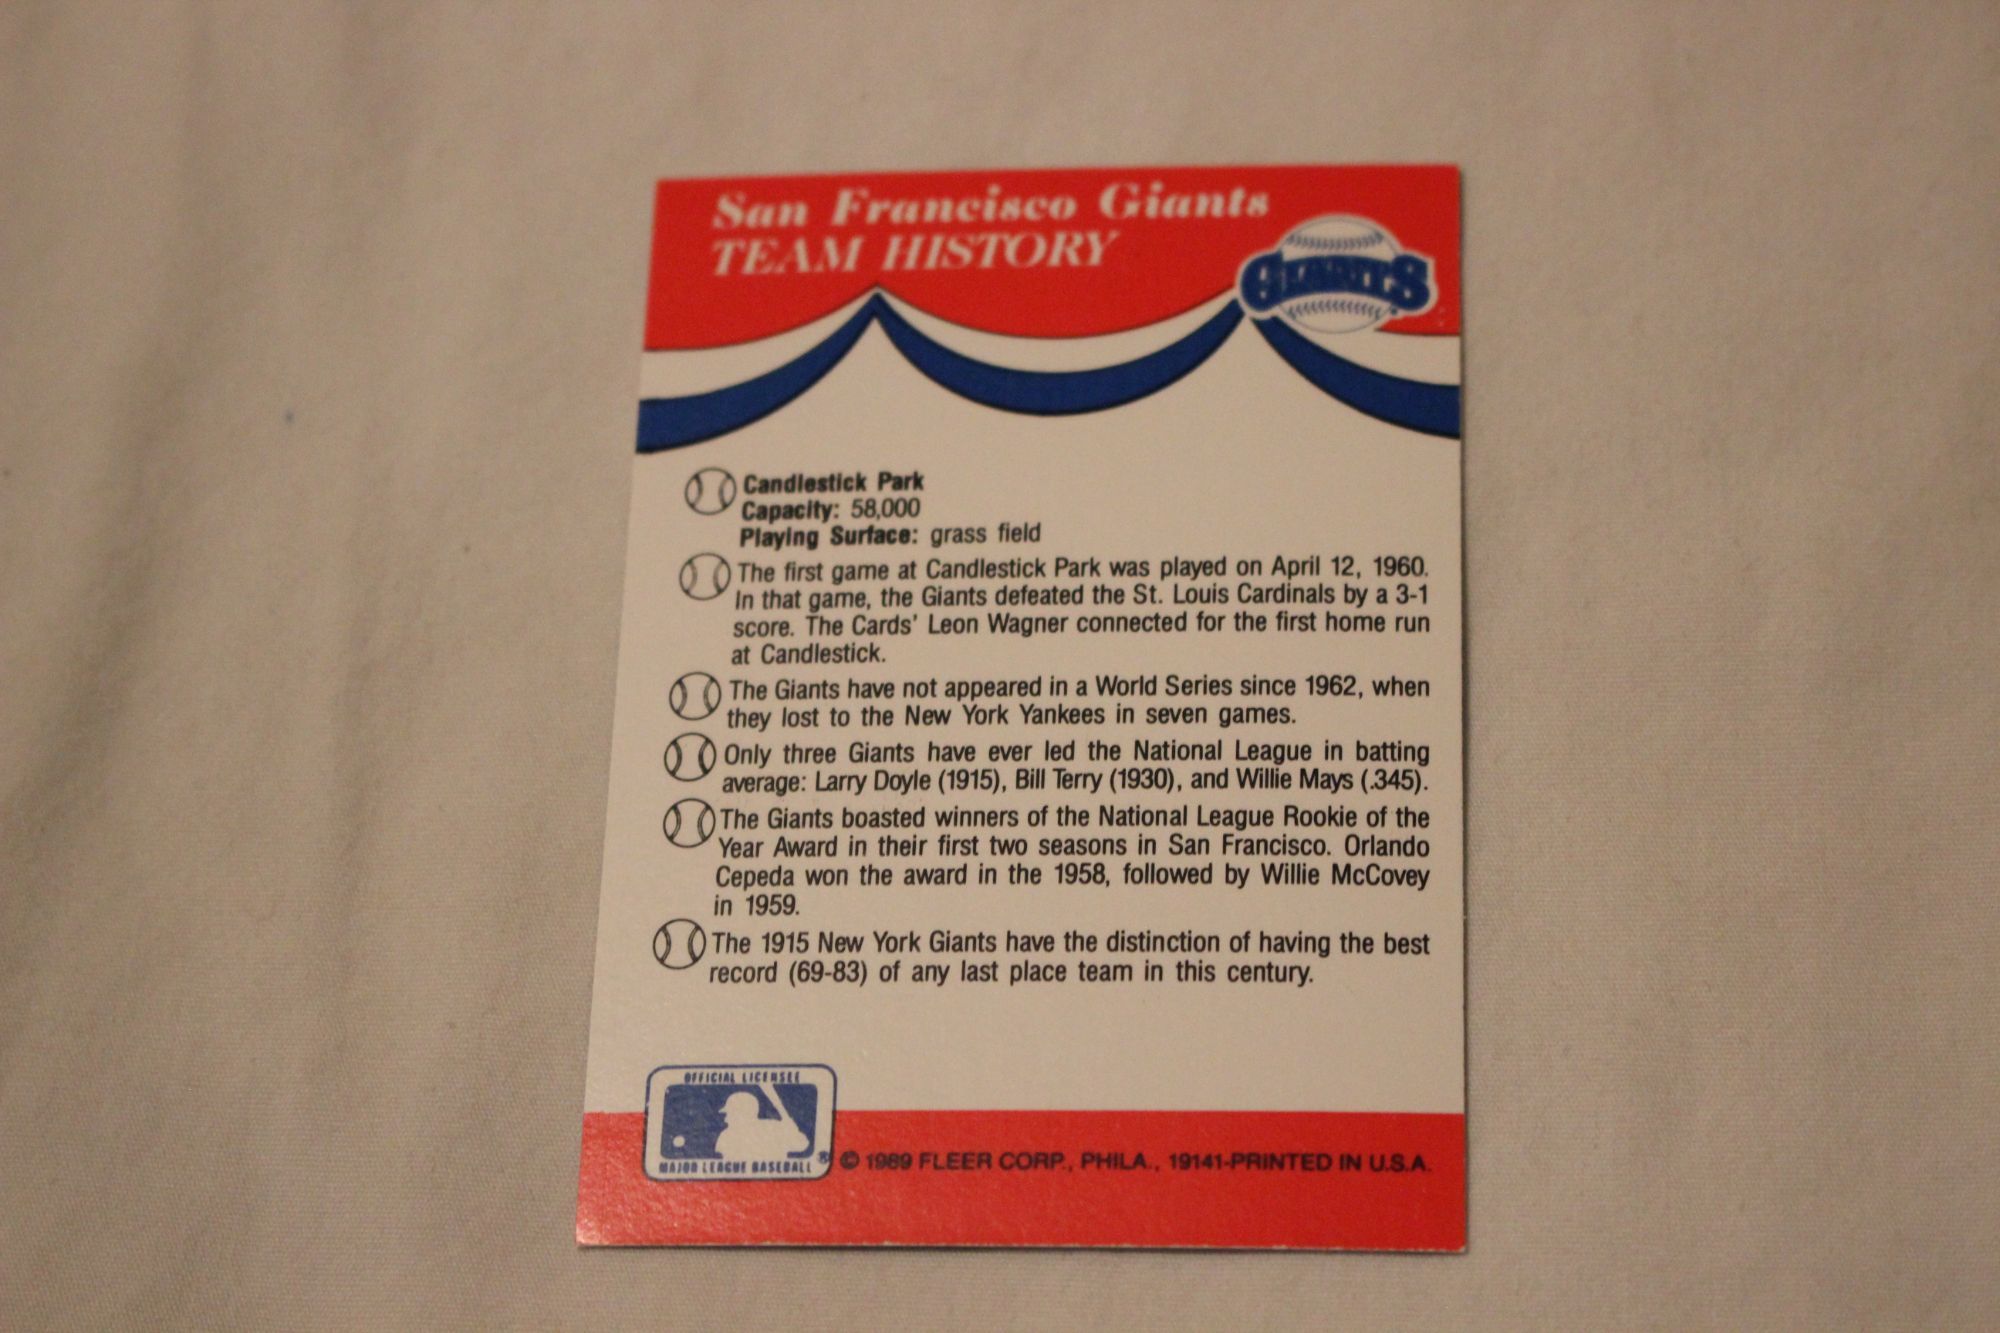 San Francisco Giants
TEAM HISTORY
GIANTS
Candlestick Park
Capacity: 58,000
Playing Surface: grass field
The first game at Candlestick Park was played on April 12, 1960.
In that game, the Giants defeated the St. Louis Cardinals by a 3-1
score. The Cards' Leon Wagner connected for the first home run
at Candlestick.
The Giants have not appeared in a World Series since 1962, when
they lost to the New York Yankees in seven games.
Only three Giants have ever led the National League in batting
average: Larry Doyle (1915), Bill Terry (1930), and Willie Mays (.345).
The Giants boasted winners of the National League Rookie of the
Year Award in their first two seasons in San Francisco. Orlando
Cepeda won the award in the 1958, followed by Willie McCovey
in 1959.
The 1915 New York Giants have the distinction of having the best
record (69-83) of any last place team in this century.
OFFICIAL LICENSEE
MAJOR LEAGUE BASEBALL ®
© 1989 FLEER CORP., PHILA., 19141-PRINTED IN U.S.A.